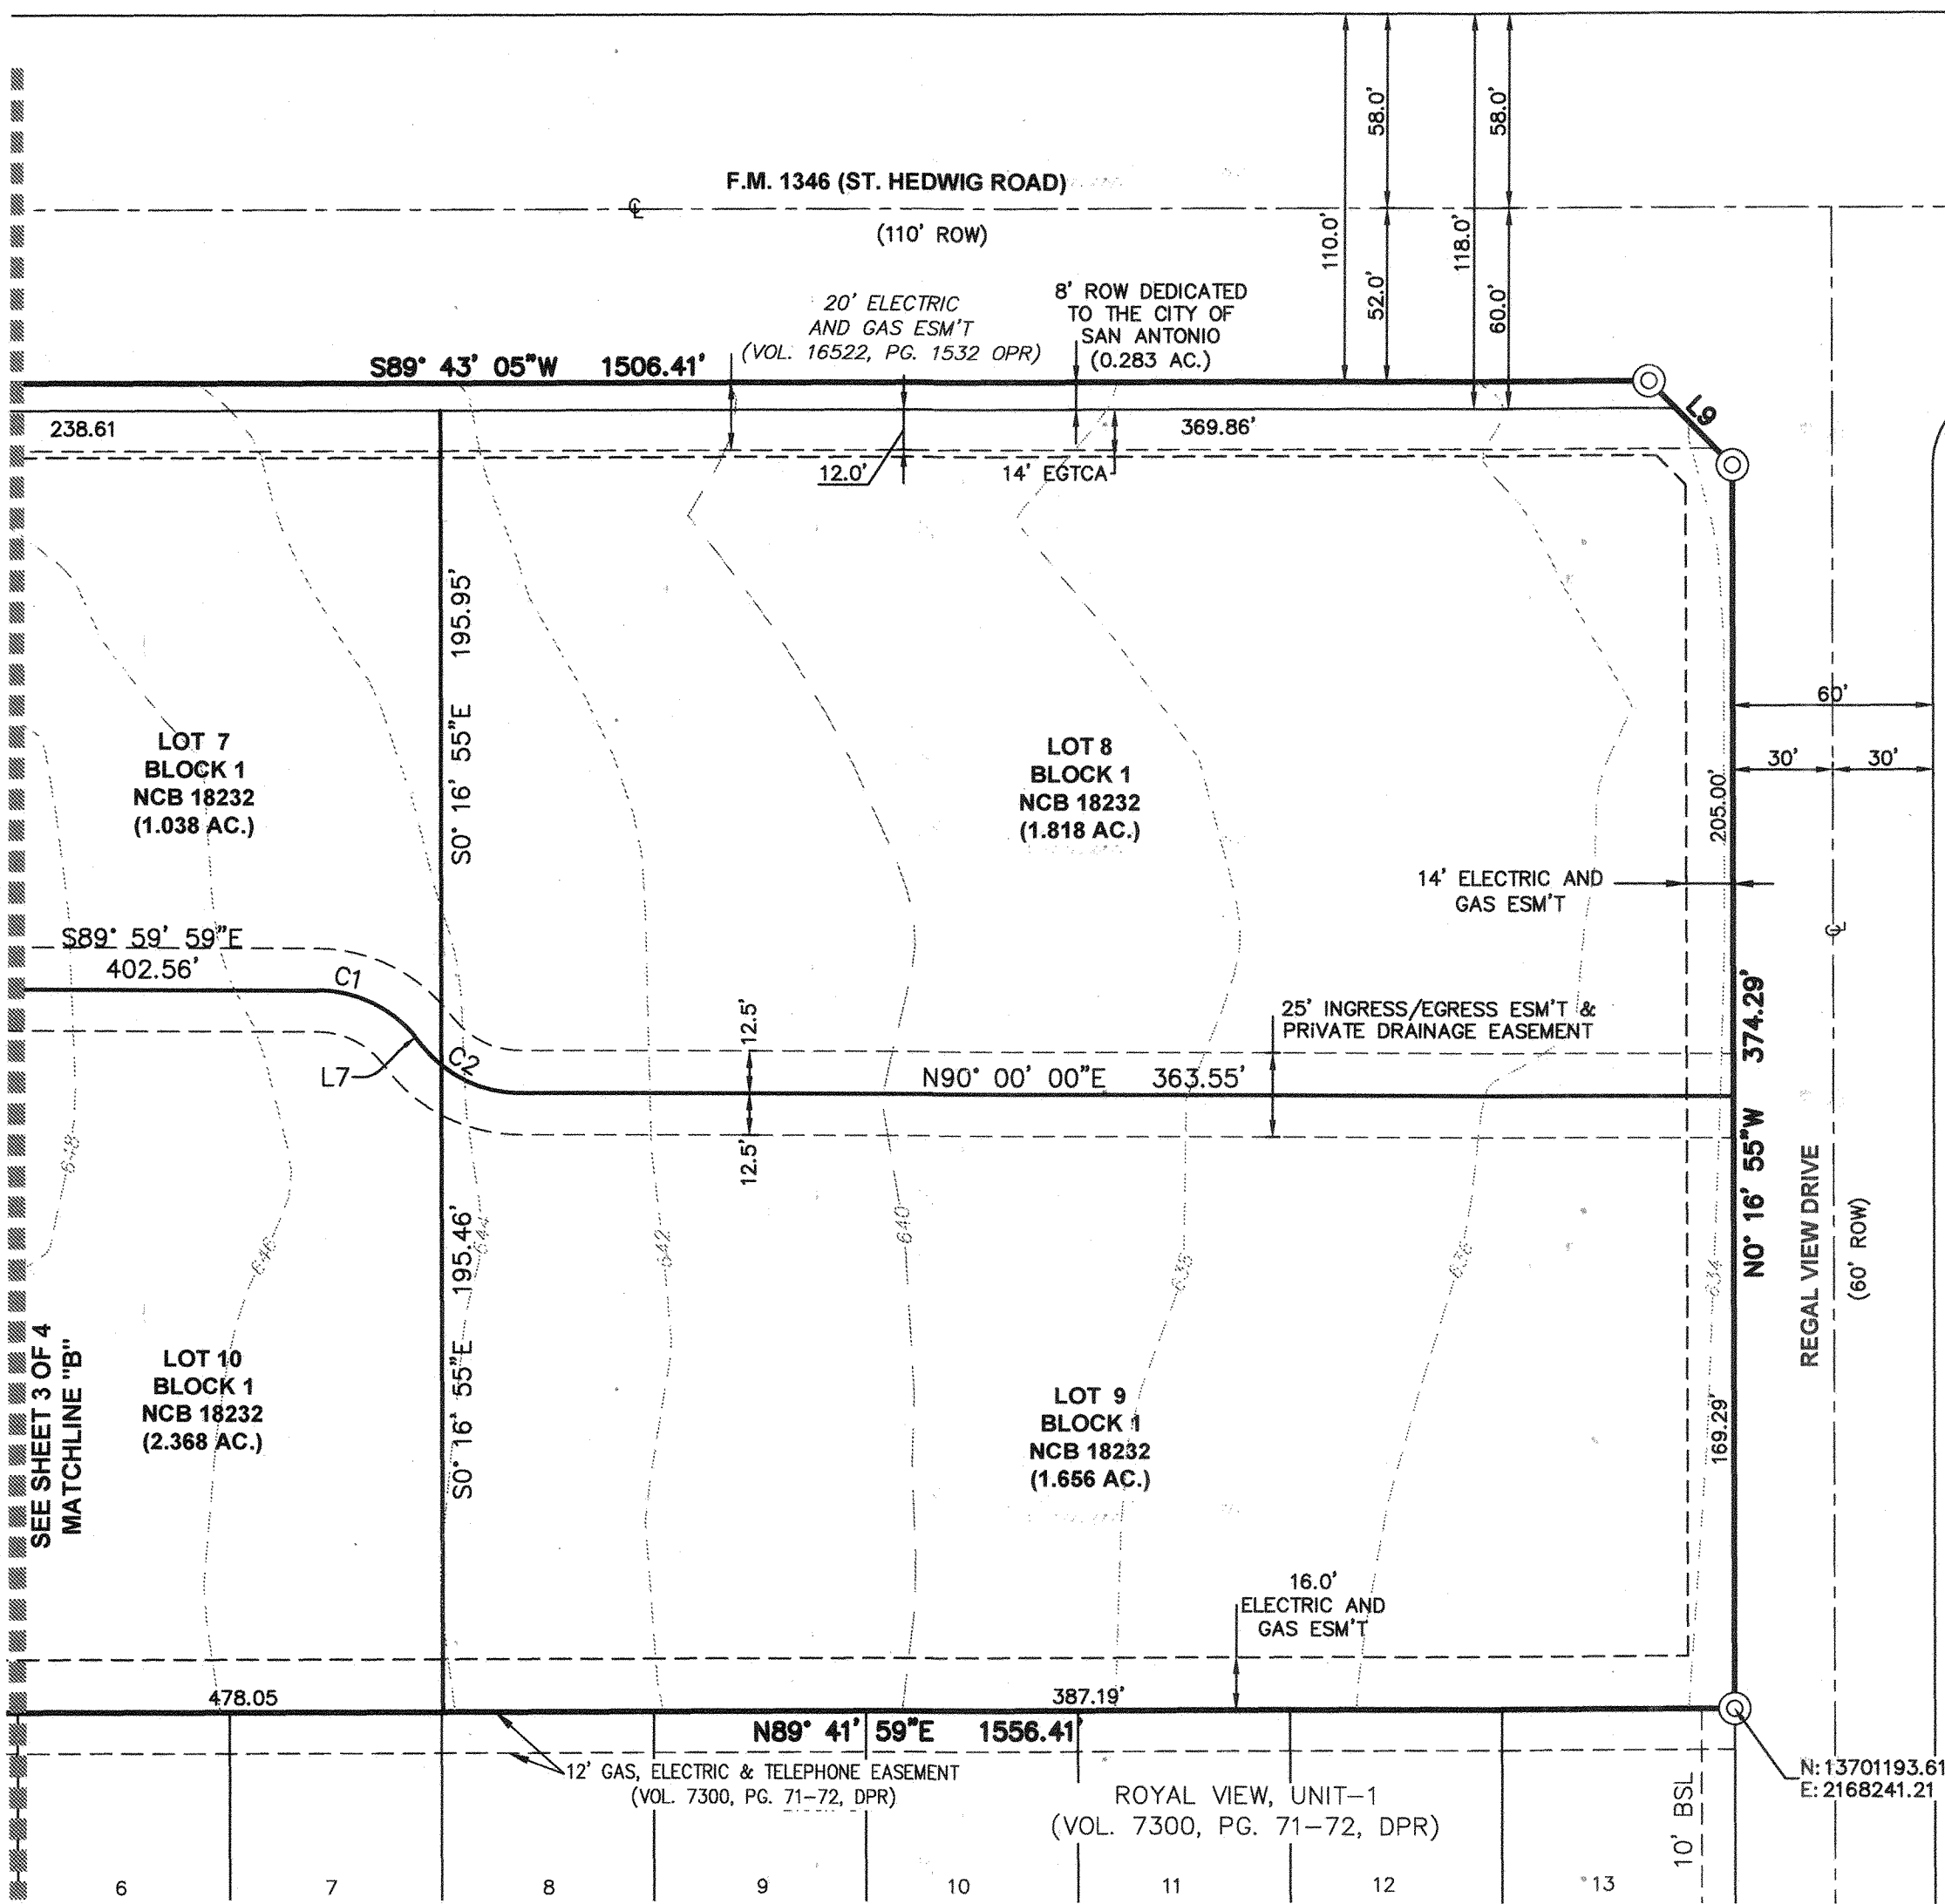 58.0'
58.0'
F.M. 1346 (ST. HEDWIG ROAD)
℄
(110' ROW)
110.0'
52.0'
118.0'
60.0'
20' ELECTRIC
AND GAS ESM'T
(VOL. 16522, PG. 1532 OPR)
8' ROW DEDICATED
TO THE CITY OF
SAN ANTONIO
(0.283 AC.)
S89° 43' 05"W 1506.41'
L9
238.61
369.86'
12.0'
14' EGTCA
195.95'
S0° 16' 55"E
60'
30'
30'
LOT 7
BLOCK 1
NCB 18232
(1.038 AC.)
LOT 8
BLOCK 1
NCB 18232
(1.818 AC.)
205.00'
14' ELECTRIC AND
GAS ESM'T
℄
S89° 59' 59"E
402.56'
C1
L7
C2
12.5'
12.5'
25' INGRESS/EGRESS ESM'T &
PRIVATE DRAINAGE EASEMENT
N90° 00' 00"E 363.55'
374.29'
N0° 16' 55"W
REGAL VIEW DRIVE
(60' ROW)
648
646
644
642
640
638
636
634
195.46'
S0° 16' 55"E
SEE SHEET 3 OF 4
MATCHLINE "B"
LOT 10
BLOCK 1
NCB 18232
(2.368 AC.)
LOT 9
BLOCK 1
NCB 18232
(1.656 AC.)
169.29'
16.0'
ELECTRIC AND
GAS ESM'T
478.05
387.19'
N89° 41' 59"E 1556.41'
12' GAS, ELECTRIC & TELEPHONE EASEMENT
(VOL. 7300, PG. 71-72, DPR)
ROYAL VIEW, UNIT-1
(VOL. 7300, PG. 71-72, DPR)
10' BSL
N: 13701193.61
E: 2168241.21
6
7
8
9
10
11
12
13